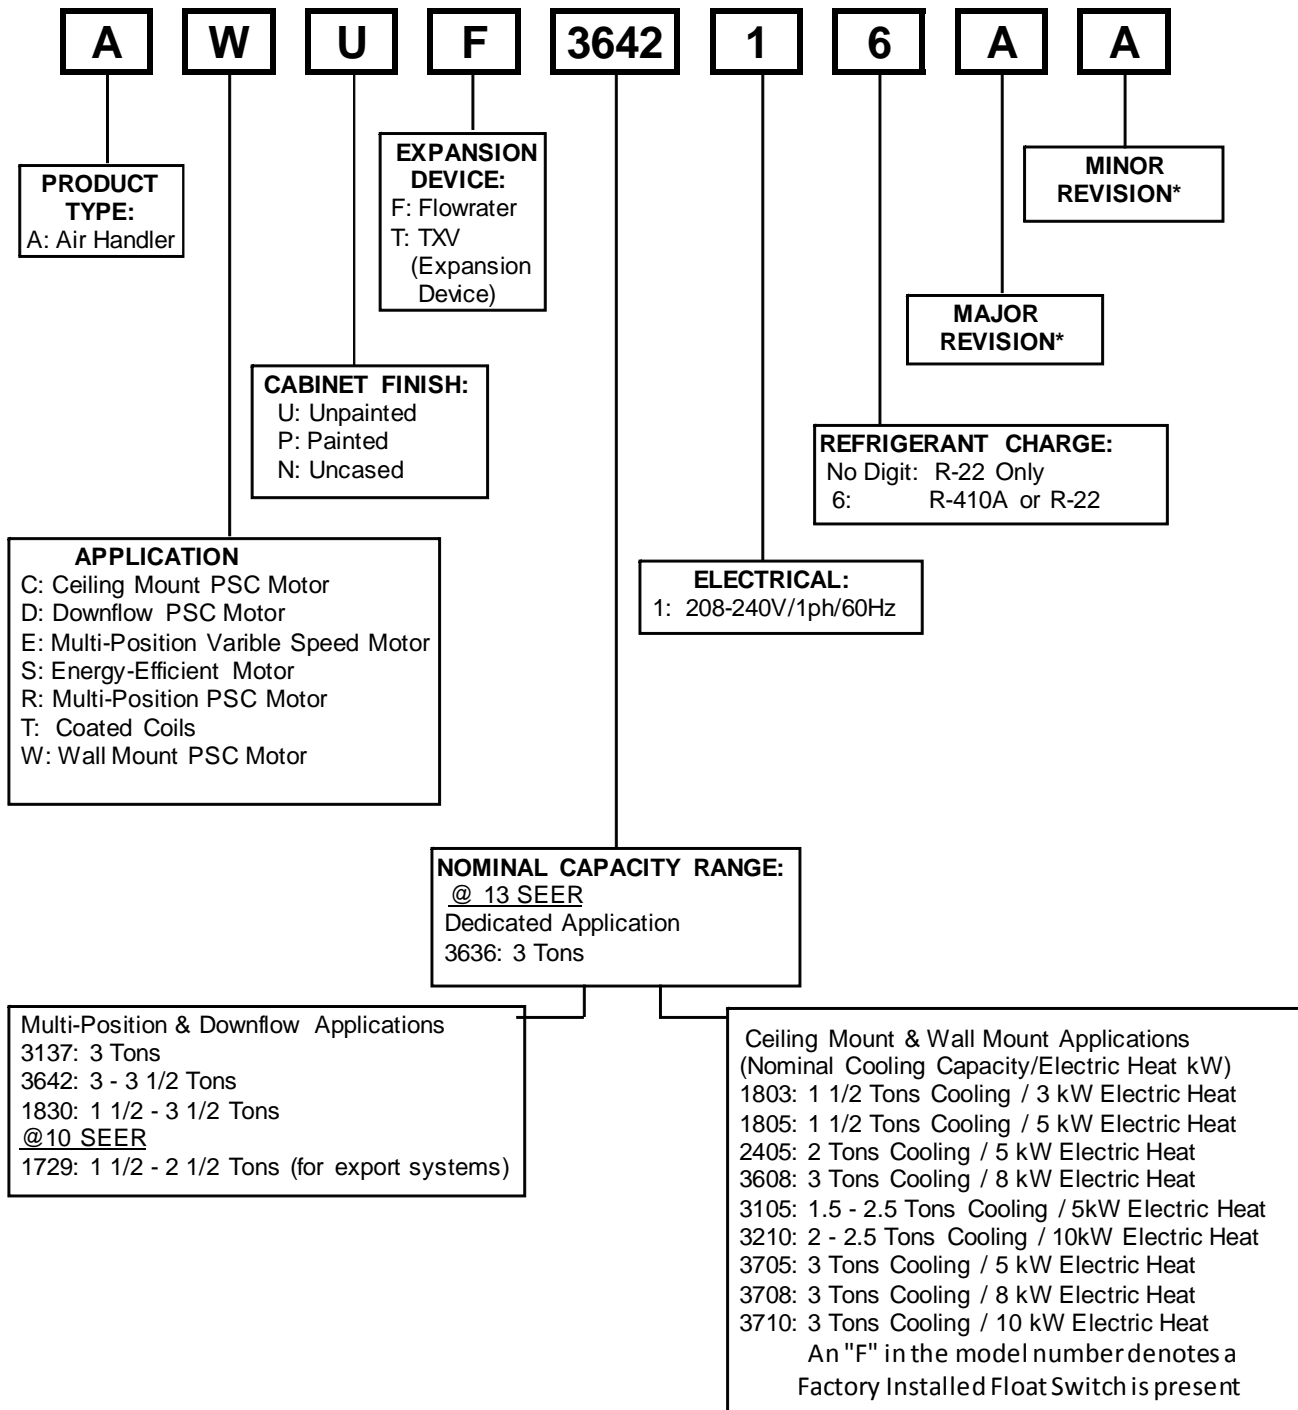 A W U F 3642 1 6 A A
PRODUCT
TYPE:
A: Air Handler
EXPANSION
DEVICE:
F: Flowrater
T: TXV
(Expansion
Device)
MINOR
REVISION*
MAJOR
REVISION*
CABINET FINISH:
U: Unpainted
P: Painted
N: Uncased
REFRIGERANT CHARGE:
No Digit: R-22 Only
6: R-410A or R-22
APPLICATION
C: Ceiling Mount PSC Motor
D: Downflow PSC Motor
E: Multi-Position Varible Speed Motor
S: Energy-Efficient Motor
R: Multi-Position PSC Motor
T: Coated Coils
W: Wall Mount PSC Motor
ELECTRICAL:
1: 208-240V/1ph/60Hz
NOMINAL CAPACITY RANGE:
@ 13 SEER
Dedicated Application
3636: 3 Tons
Multi-Position & Downflow Applications
3137: 3 Tons
3642: 3 - 3 1/2 Tons
1830: 1 1/2 - 3 1/2 Tons
@10 SEER
1729: 1 1/2 - 2 1/2 Tons (for export systems)
Ceiling Mount & Wall Mount Applications
(Nominal Cooling Capacity/Electric Heat kW)
1803: 1 1/2 Tons Cooling / 3 kW Electric Heat
1805: 1 1/2 Tons Cooling / 5 kW Electric Heat
2405: 2 Tons Cooling / 5 kW Electric Heat
3608: 3 Tons Cooling / 8 kW Electric Heat
3105: 1.5 - 2.5 Tons Cooling / 5kW Electric Heat
3210: 2 - 2.5 Tons Cooling / 10kW Electric Heat
3705: 3 Tons Cooling / 5 kW Electric Heat
3708: 3 Tons Cooling / 8 kW Electric Heat
3710: 3 Tons Cooling / 10 kW Electric Heat
An "F" in the model number denotes a
Factory Installed Float Switch is present